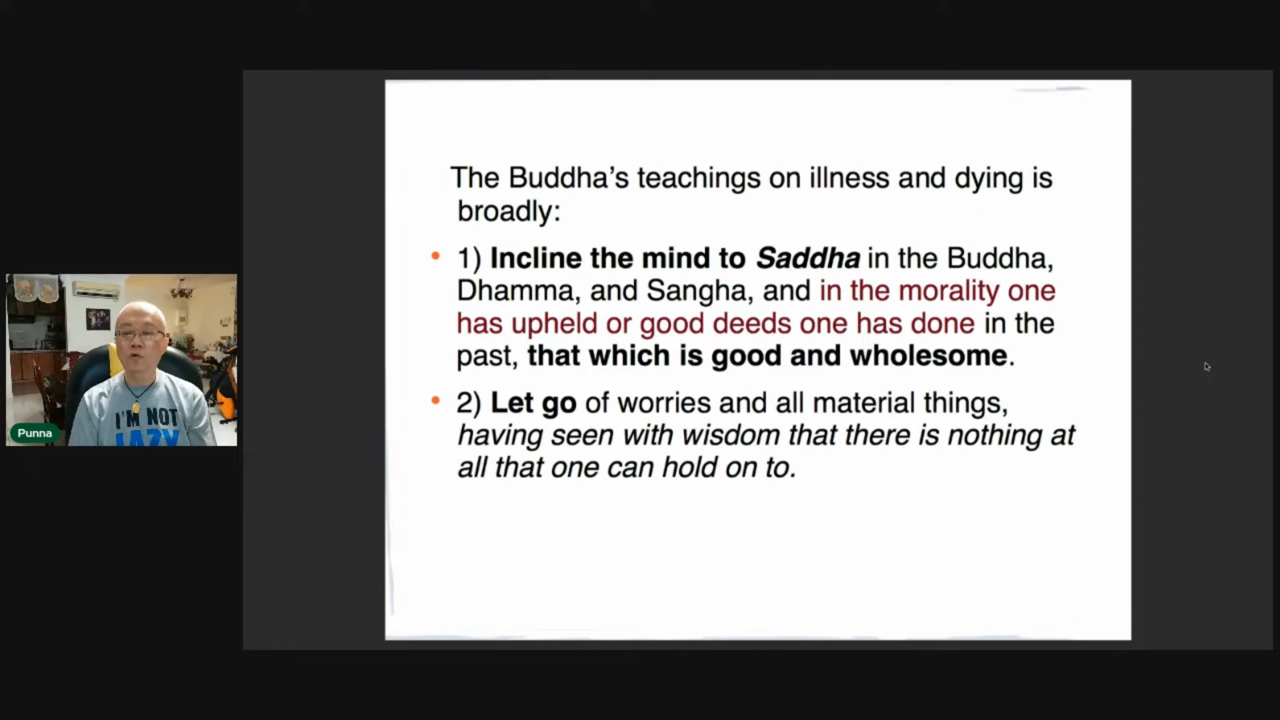 The Buddha’s teachings on illness and dying is
broadly:
• 1) Incline the mind to Saddha in the Buddha,
Dhamma, and Sangha, and in the morality one
has upheld or good deeds one has done in the
past, that which is good and wholesome.
• 2) Let go of worries and all material things,
having seen with wisdom that there is nothing at
all that one can hold on to.
I'M NOT
LAZY
Punna